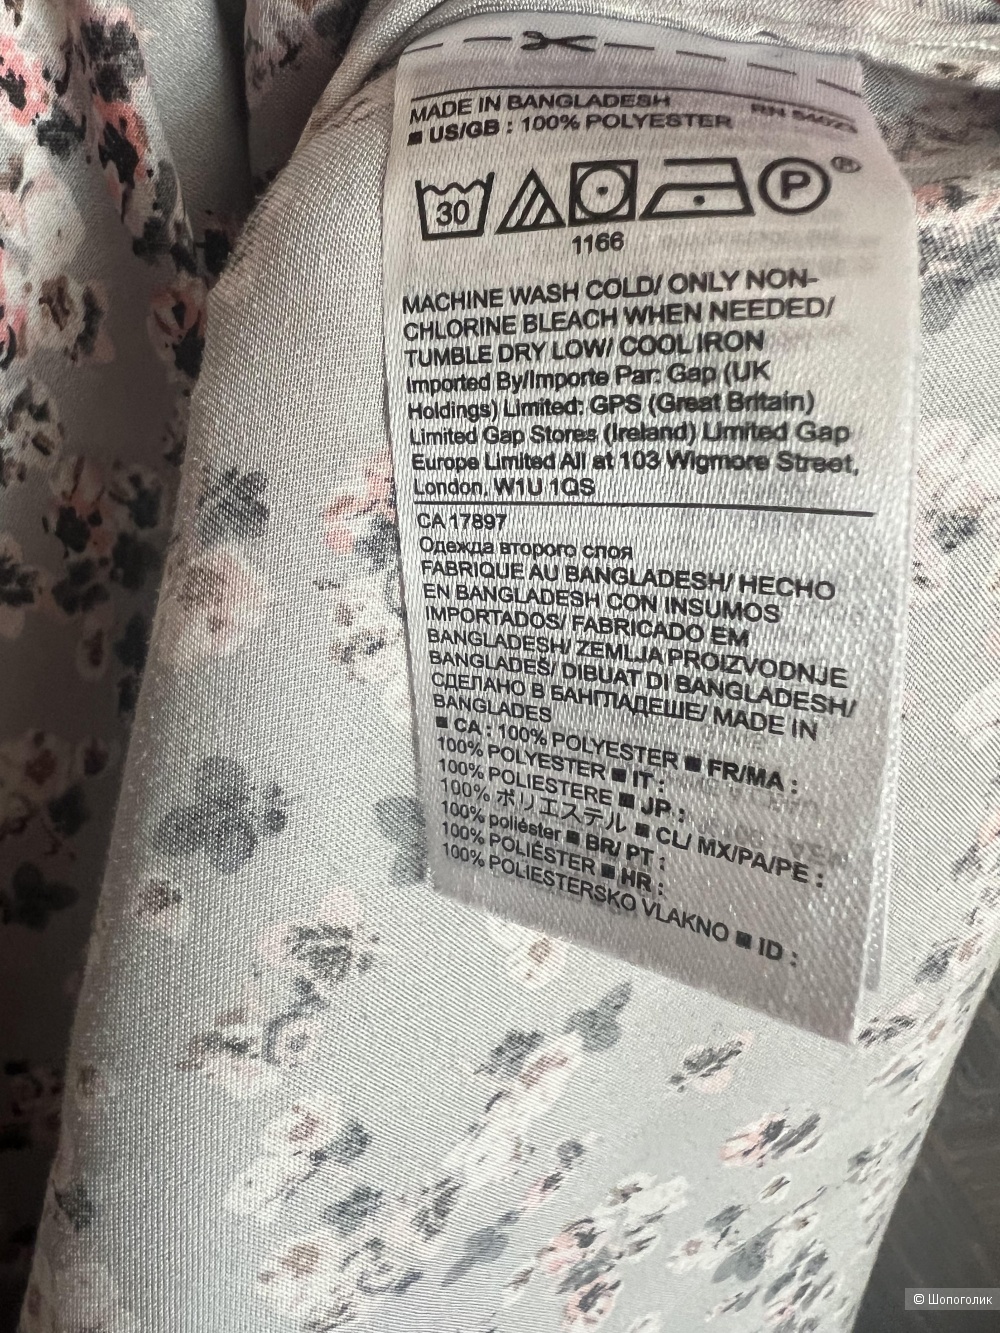 MADE IN BANGLADESH
RN 54023
■ US/GB : 100% POLYESTER
30
P
®
1166
MACHINE WASH COLD/ ONLY NON-
CHLORINE BLEACH WHEN NEEDED/
TUMBLE DRY LOW/ COOL IRON
Imported By/Importe Par: Gap (UK
Holdings) Limited: GPS (Great Britain)
Limited Gap Stores (Ireland) Limited Gap
Europe Limited All at 103 Wigmore Street,
London, W1U 1QS
CA 17897
Одежда второго слоя
FABRIQUE AU BANGLADESH/ HECHO
EN BANGLADESH CON INSUMOS
IMPORTADOS/ FABRICADO EM
BANGLADESH/ ZEMLJA PROIZVODNJE
BANGLADEŠ/ DIBUAT DI BANGLADESH/
СДЕЛАНО В БАНГЛАДЕШЕ/ MADE IN
BANGLADES
■ CA : 100% POLYESTER ■ FR/MA :
100% POLYESTER ■ IT :
100% POLIESTERE ■ JP :
100% ポリエステル ■ CL/ MX/PA/PE :
100% poliéster ■ BR/ PT :
100% POLIÉSTER ■ HR :
100% POLIESTERSKO VLAKNO ■ ID :
© Шопоголик